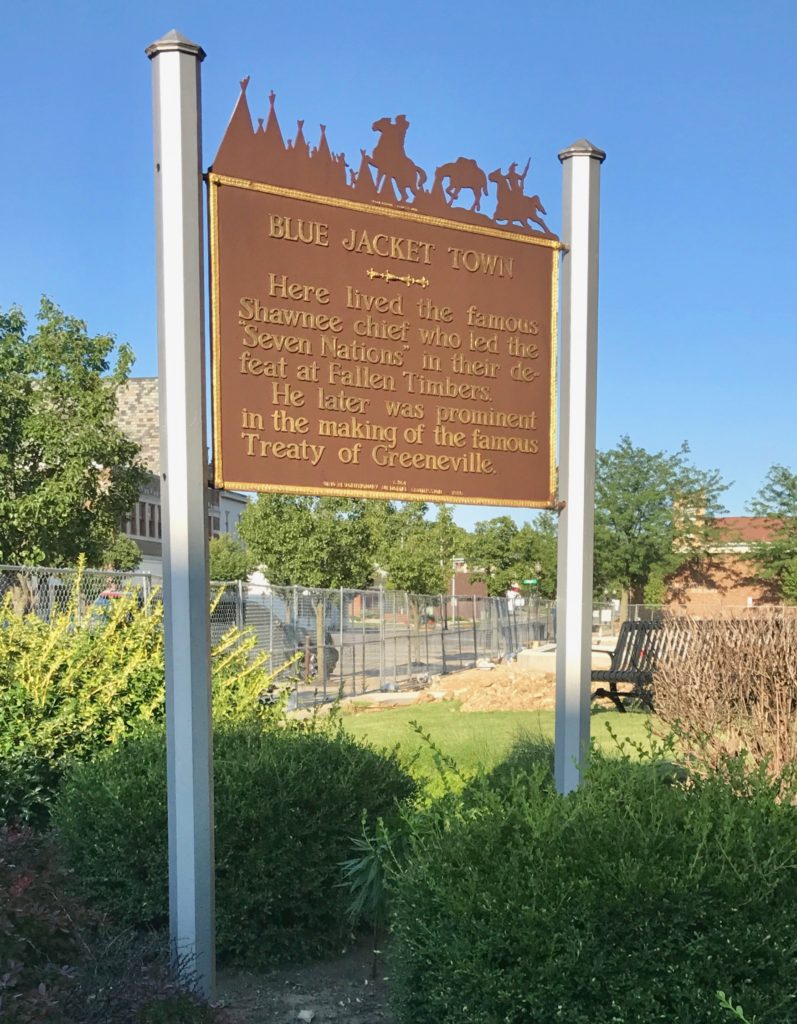 BLUE JACKET TOWN
Here lived the famous
Shawnee chief who led the
"Seven Nations" in their de-
feat at Fallen Timbers.
He later was prominent
in the making of the famous
Treaty of Greeneville.